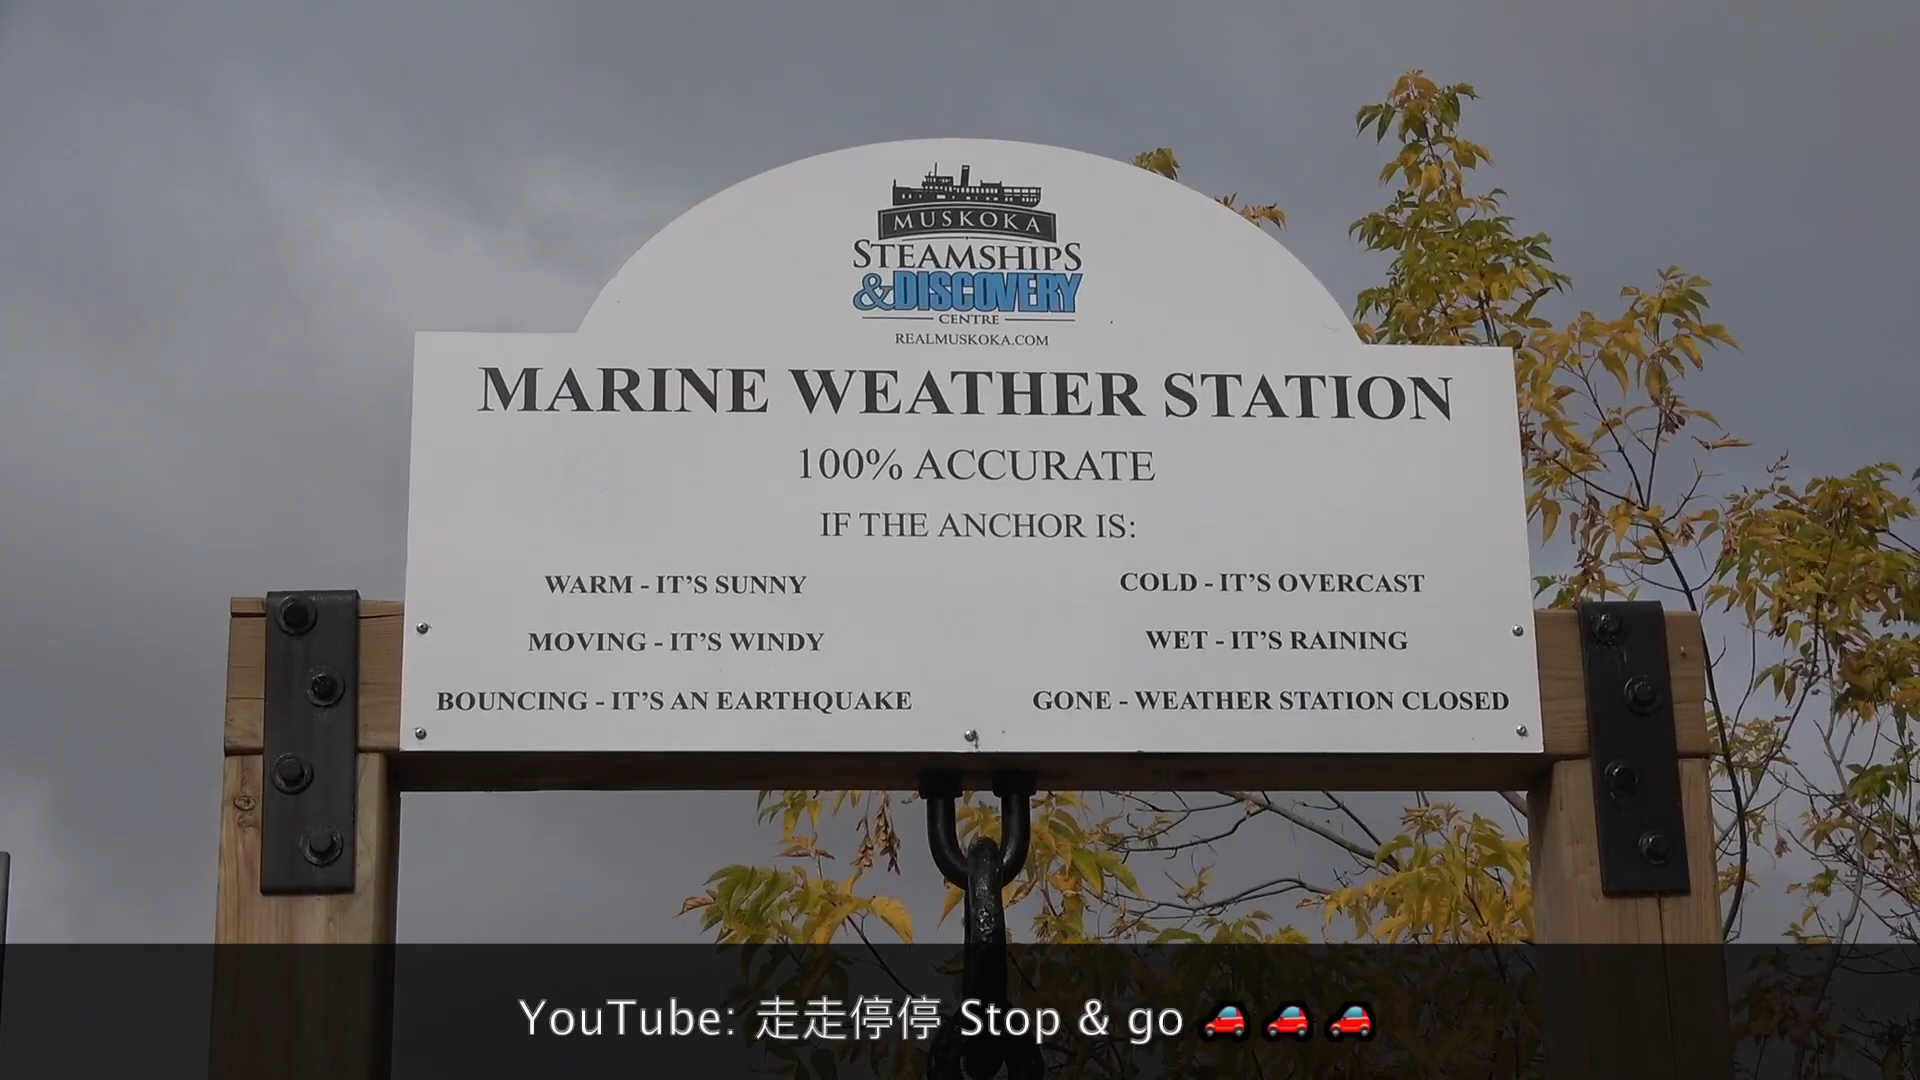 MUSKOKA
STEAMSHIPS
&DISCOVERY
CENTRE
REALMUSKOKA.COM
MARINE WEATHER STATION
100% ACCURATE
IF THE ANCHOR IS:
WARM - IT'S SUNNY
COLD - IT'S OVERCAST
MOVING - IT'S WINDY
WET - IT'S RAINING
BOUNCING - IT'S AN EARTHQUAKE
GONE - WEATHER STATION CLOSED
YouTube: 走走停停 Stop & go 🚗 🚗 🚗